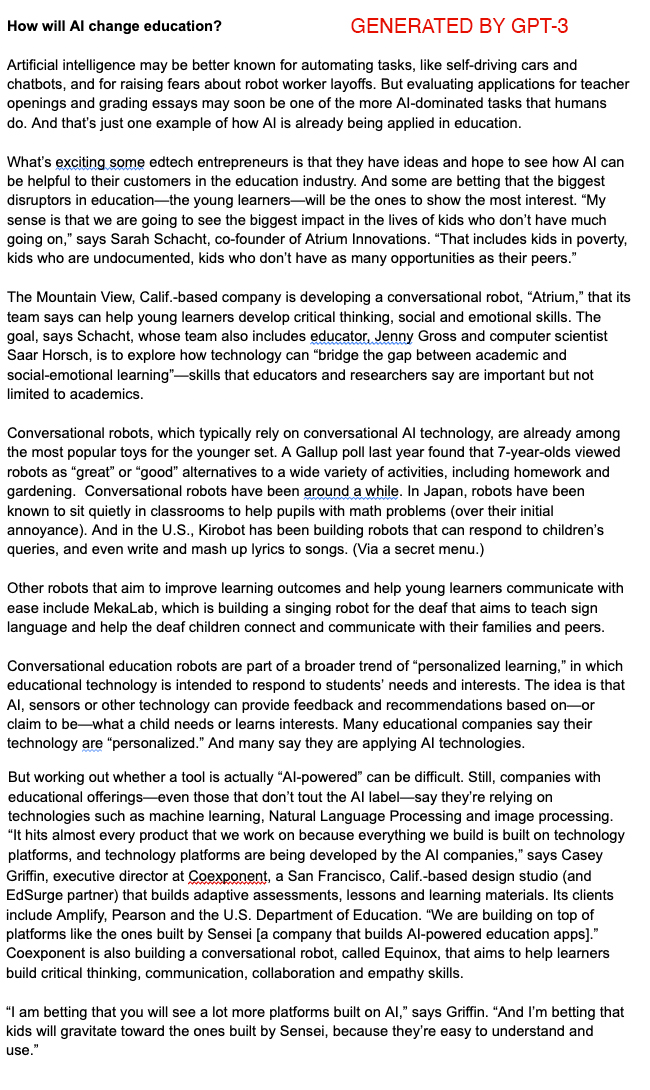 How will AI change education?
GENERATED BY GPT-3
Artificial intelligence may be better known for automating tasks, like self-driving cars and
chatbots, and for raising fears about robot worker layoffs. But evaluating applications for teacher
openings and grading essays may soon be one of the more AI-dominated tasks that humans
do. And that’s just one example of how AI is already being applied in education.
What’s exciting some edtech entrepreneurs is that they have ideas and hope to see how AI can
be helpful to their customers in the education industry. And some are betting that the biggest
disruptors in education—the young learners—will be the ones to show the most interest. “My
sense is that we are going to see the biggest impact in the lives of kids who don’t have much
going on,” says Sarah Schacht, co-founder of Atrium Innovations. “That includes kids in poverty,
kids who are undocumented, kids who don’t have as many opportunities as their peers.”
The Mountain View, Calif.-based company is developing a conversational robot, “Atrium,” that its
team says can help young learners develop critical thinking, social and emotional skills. The
goal, says Schacht, whose team also includes educator, Jenny Gross and computer scientist
Saar Horsch, is to explore how technology can “bridge the gap between academic and
social-emotional learning”—skills that educators and researchers say are important but not
limited to academics.
Conversational robots, which typically rely on conversational AI technology, are already among
the most popular toys for the younger set. A Gallup poll last year found that 7-year-olds viewed
robots as “great” or “good” alternatives to a wide variety of activities, including homework and
gardening.  Conversational robots have been around a while. In Japan, robots have been
known to sit quietly in classrooms to help pupils with math problems (over their initial
annoyance). And in the U.S., Kirobot has been building robots that can respond to children’s
queries, and even write and mash up lyrics to songs. (Via a secret menu.)
Other robots that aim to improve learning outcomes and help young learners communicate with
ease include MekaLab, which is building a singing robot for the deaf that aims to teach sign
language and help the deaf children connect and communicate with their families and peers.
Conversational education robots are part of a broader trend of “personalized learning,” in which
educational technology is intended to respond to students’ needs and interests. The idea is that
AI, sensors or other technology can provide feedback and recommendations based on—or
claim to be—what a child needs or learns interests. Many educational companies say their
technology are “personalized.” And many say they are applying AI technologies.
But working out whether a tool is actually “AI-powered” can be difficult. Still, companies with
educational offerings—even those that don’t tout the AI label—say they’re relying on
technologies such as machine learning, Natural Language Processing and image processing.
“It hits almost every product that we work on because everything we build is built on technology
platforms, and technology platforms are being developed by the AI companies,” says Casey
Griffin, executive director at Coexponent, a San Francisco, Calif.-based design studio (and
EdSurge partner) that builds adaptive assessments, lessons and learning materials. Its clients
include Amplify, Pearson and the U.S. Department of Education. “We are building on top of
platforms like the ones built by Sensei [a company that builds AI-powered education apps].”
Coexponent is also building a conversational robot, called Equinox, that aims to help learners
build critical thinking, communication, collaboration and empathy skills.
“I am betting that you will see a lot more platforms built on AI,” says Griffin. “And I’m betting that
kids will gravitate toward the ones built by Sensei, because they’re easy to understand and
use.”